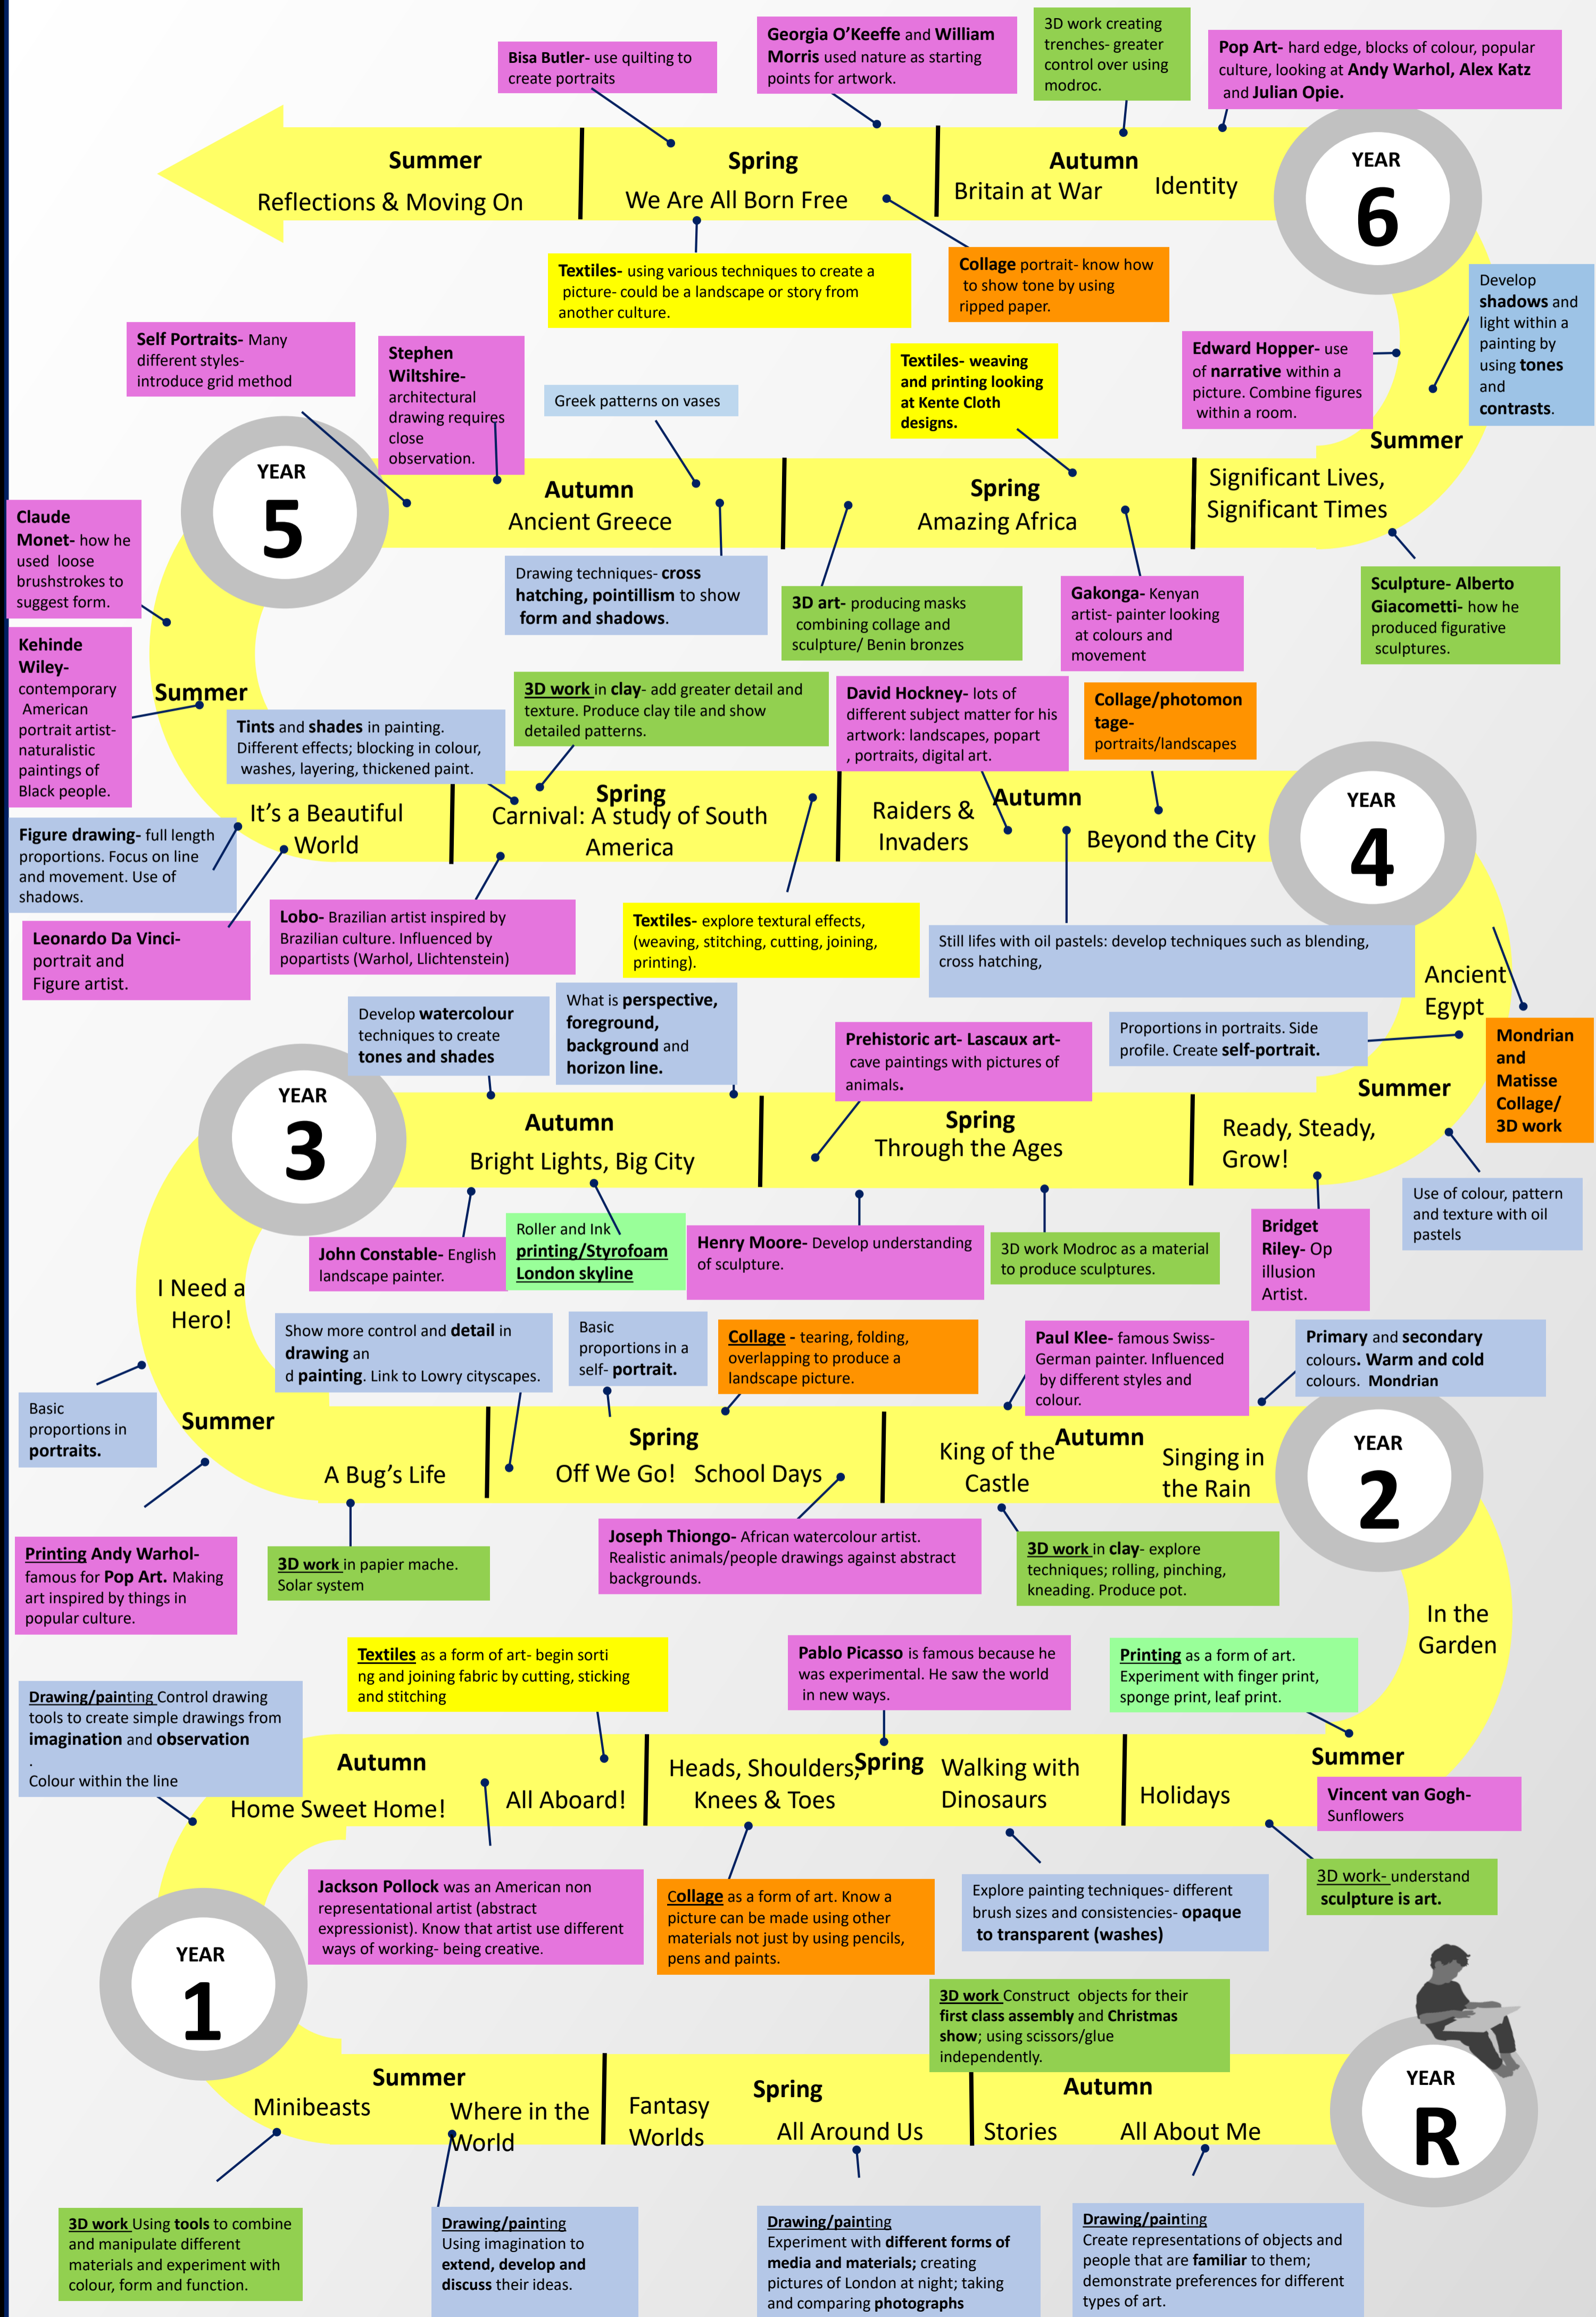 Bisa Butler- use quilting to
create portraits
Georgia O'Keeffe and William
Morris used nature as starting
points for artwork.
3D work creating
trenches- greater
control over using
modroc.
Pop Art- hard edge, blocks of colour, popular
culture, looking at Andy Warhol, Alex Katz
and Julian Opie.
Summer
Reflections & Moving On
Spring
We Are All Born Free
Autumn
Britain at War
Identity
YEAR
6
Textiles- using various techniques to create a
picture- could be a landscape or story from
another culture.
Collage portrait- know how
to show tone by using
ripped paper.
Develop
shadows and
light within a
painting by
using tones
and
contrasts.
Self Portraits- Many
different styles-
introduce grid method
Stephen
Wiltshire-
architectural
drawing requires
close
observation.
Greek patterns on vases
Textiles- weaving
and printing looking
at Kente Cloth
designs.
Edward Hopper- use
of narrative within a
picture. Combine figures
within a room.
Summer
Significant Lives,
Significant Times
YEAR
5
Autumn
Ancient Greece
Spring
Amazing Africa
Claude
Monet- how he
used loose
brushstrokes to
suggest form.
Drawing techniques- cross
hatching, pointillism to show
form and shadows.
3D art- producing masks
combining collage and
sculpture/ Benin bronzes
Gakonga- Kenyan
artist- painter looking
at colours and
movement
Sculpture- Alberto
Giacometti- how he
produced figurative
sculptures.
Kehinde
Wiley-
contemporary
American
portrait artist-
naturalistic
paintings of
Black people.
Summer
Tints and shades in painting.
Different effects; blocking in colour,
washes, layering, thickened paint.
3D work in clay- add greater detail and
texture. Produce clay tile and show
detailed patterns.
David Hockney- lots of
different subject matter for his
artwork: landscapes, popart
, portraits, digital art.
Collage/photomon
tage-
portraits/landscapes
It's a Beautiful
World
Spring
Carnival: A study of South
America
Raiders &
Invaders
Autumn
Beyond the City
YEAR
4
Figure drawing- full length
proportions. Focus on line
and movement. Use of
shadows.
Leonardo Da Vinci-
portrait and
Figure artist.
Lobo- Brazilian artist inspired by
Brazilian culture. Influenced by
popartists (Warhol, Llichtenstein)
Textiles- explore textural effects,
(weaving, stitching, cutting, joining,
printing).
Still lifes with oil pastels: develop techniques such as blending,
cross hatching,
Ancient
Egypt
Develop watercolour
techniques to create
tones and shades
What is perspective,
foreground,
background and
horizon line.
Prehistoric art- Lascaux art-
cave paintings with pictures of
animals.
Proportions in portraits. Side
profile. Create self-portrait.
Mondrian
and
Matisse
Collage/
3D work
Summer
Ready, Steady,
Grow!
YEAR
3
Autumn
Bright Lights, Big City
Spring
Through the Ages
Use of colour, pattern
and texture with oil
pastels
John Constable- English
landscape painter.
Roller and Ink
printing/Styrofoam
London skyline
Henry Moore- Develop understanding
of sculpture.
3D work Modroc as a material
to produce sculptures.
Bridget
Riley- Op
illusion
Artist.
I Need a
Hero!
Show more control and detail in
drawing an
d painting. Link to Lowry cityscapes.
Basic
proportions in a
self- portrait.
Collage - tearing, folding,
overlapping to produce a
landscape picture.
Paul Klee- famous Swiss-
German painter. Influenced
by different styles and
colour.
Primary and secondary
colours. Warm and cold
colours. Mondrian
Basic
proportions in
portraits.
Summer
A Bug's Life
Spring
Off We Go!
School Days
King of the
Castle
Autumn
Singing in
the Rain
YEAR
2
Printing Andy Warhol-
famous for Pop Art. Making
art inspired by things in
popular culture.
3D work in papier mache.
Solar system
Joseph Thiongo- African watercolour artist.
Realistic animals/people drawings against abstract
backgrounds.
3D work in clay- explore
techniques; rolling, pinching,
kneading. Produce pot.
In the
Garden
Drawing/painting Control drawing
tools to create simple drawings from
imagination and observation
.
Colour within the line
Textiles as a form of art- begin sorti
ng and joining fabric by cutting, sticking
and stitching
Pablo Picasso is famous because he
was experimental. He saw the world
in new ways.
Printing as a form of art.
Experiment with finger print,
sponge print, leaf print.
Autumn
Home Sweet Home!
All Aboard!
Heads, Shoulders,
Knees & Toes
Spring
Walking with
Dinosaurs
Holidays
Summer
Vincent van Gogh-
Sunflowers
Jackson Pollock was an American non
representational artist (abstract
expressionist). Know that artist use different
ways of working- being creative.
Collage as a form of art. Know a
picture can be made using other
materials not just by using pencils,
pens and paints.
Explore painting techniques- different
brush sizes and consistencies- opaque
to transparent (washes)
3D work- understand
sculpture is art.
YEAR
1
3D work Construct objects for their
first class assembly and Christmas
show; using scissors/glue
independently.
Summer
Minibeasts
Where in the
World
Fantasy
Worlds
Spring
All Around Us
Autumn
Stories
All About Me
YEAR
R
3D work Using tools to combine
and manipulate different
materials and experiment with
colour, form and function.
Drawing/painting
Using imagination to
extend, develop and
discuss their ideas.
Drawing/painting
Experiment with different forms of
media and materials; creating
pictures of London at night; taking
and comparing photographs
Drawing/painting
Create representations of objects and
people that are familiar to them;
demonstrate preferences for different
types of art.